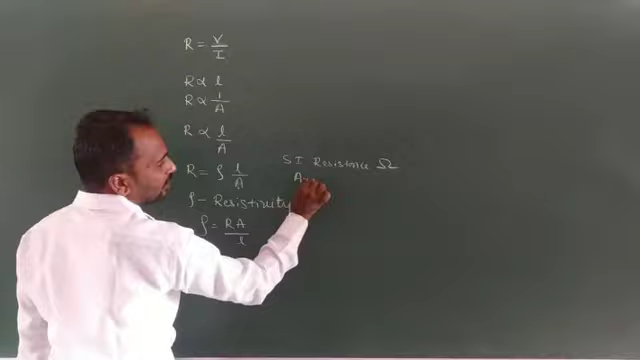 R = V/I
R ∝ l
R ∝ 1/A
R ∝ l/A
R = ρ l/A
ρ - Resistivity
ρ = RA/l
SI Resistance Ω
A